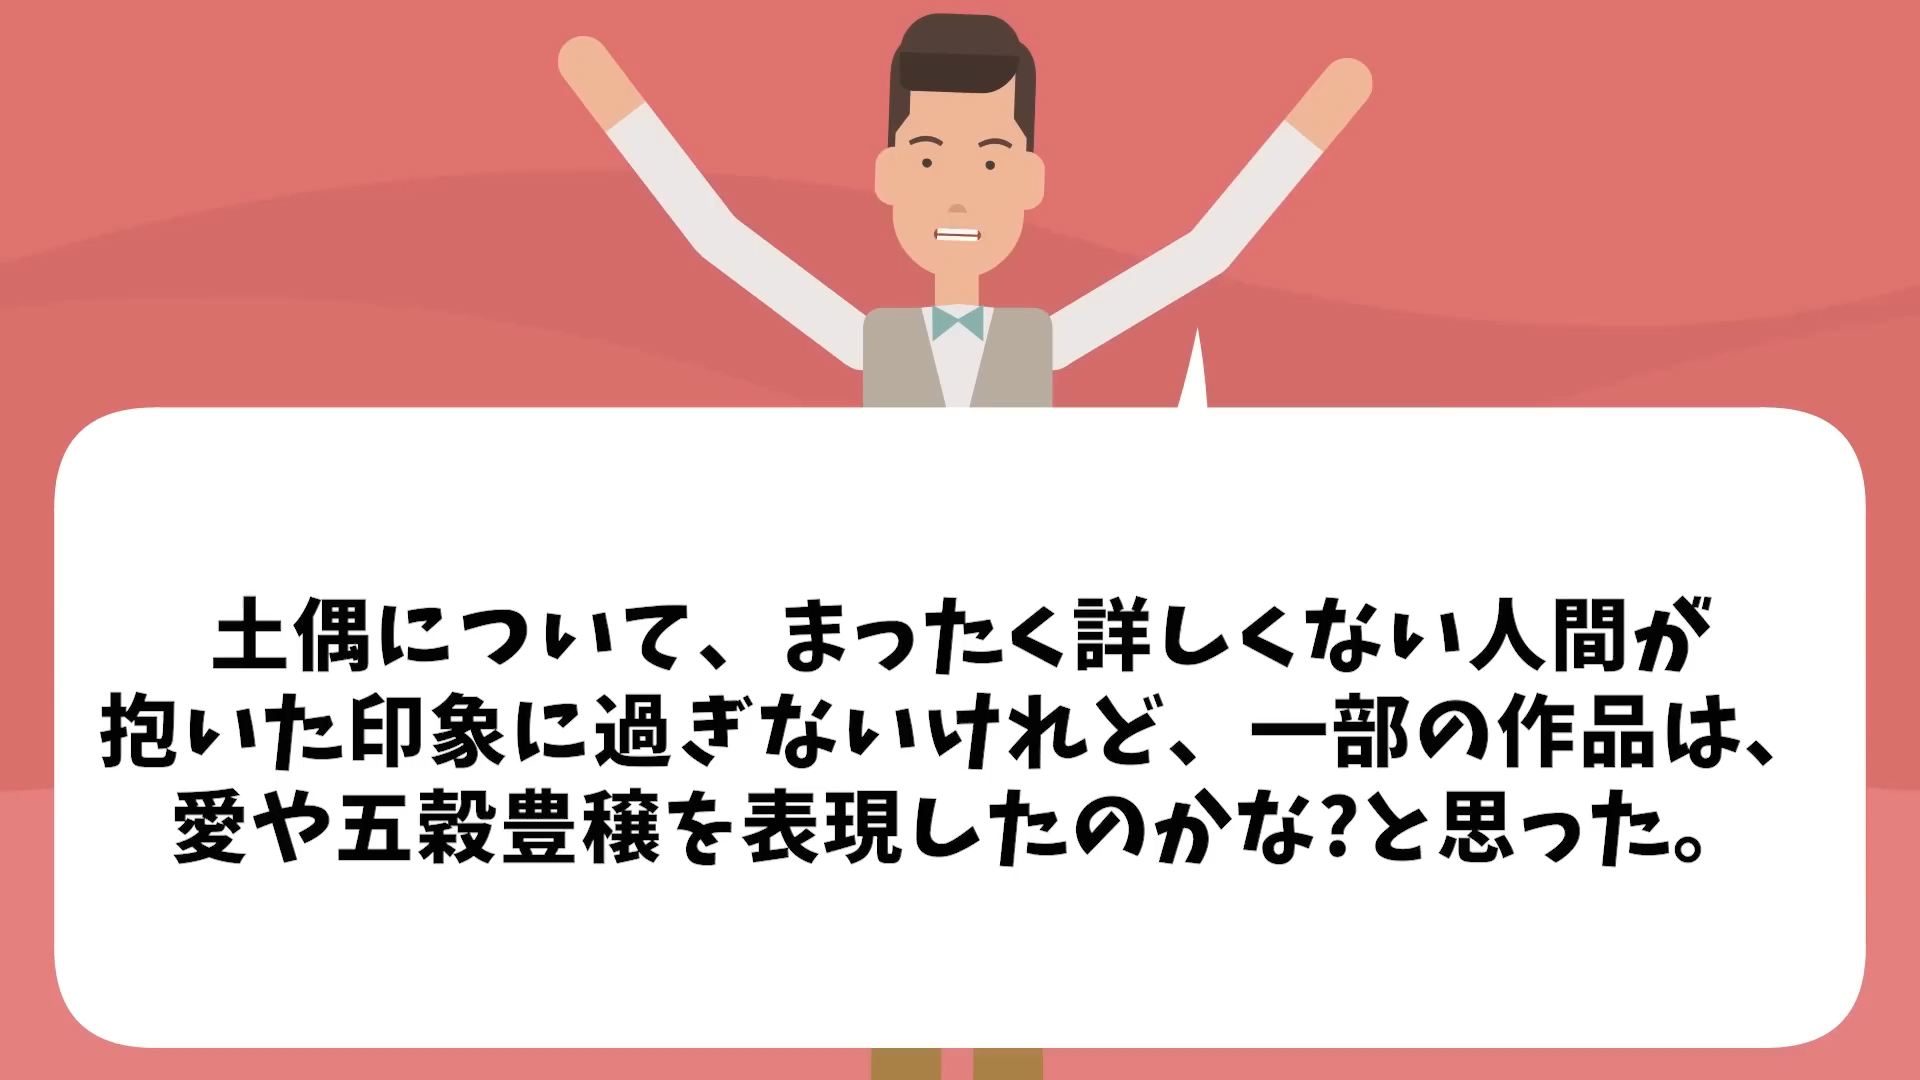 土偶について、まったく詳しくない人間が
抱いた印象に過ぎないけれど、一部の作品は、
愛や五穀豊穣を表現したのかな?と思った。